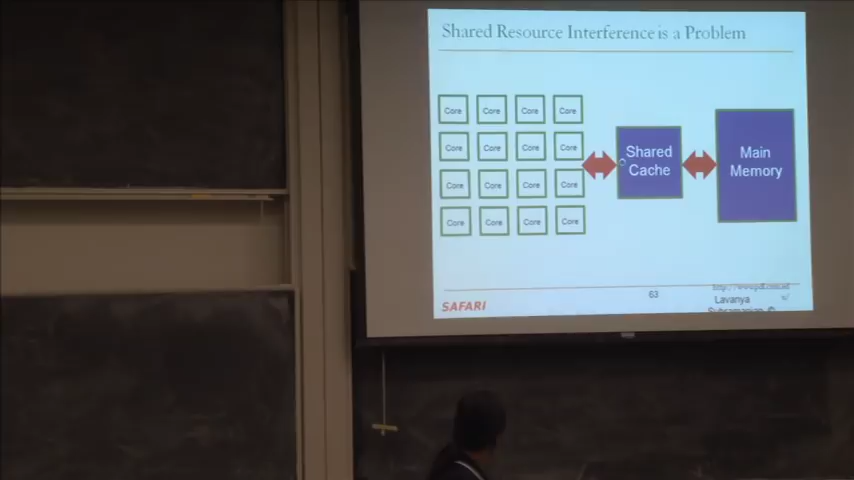 Shared Resource Interference is a Problem
Core Core Core Core
Core Core Core Core
Shared
Cache
Main
Memory
Core Core Core Core
Core Core Core Core
SAFARI
63
Lavanya
Subramanian ©